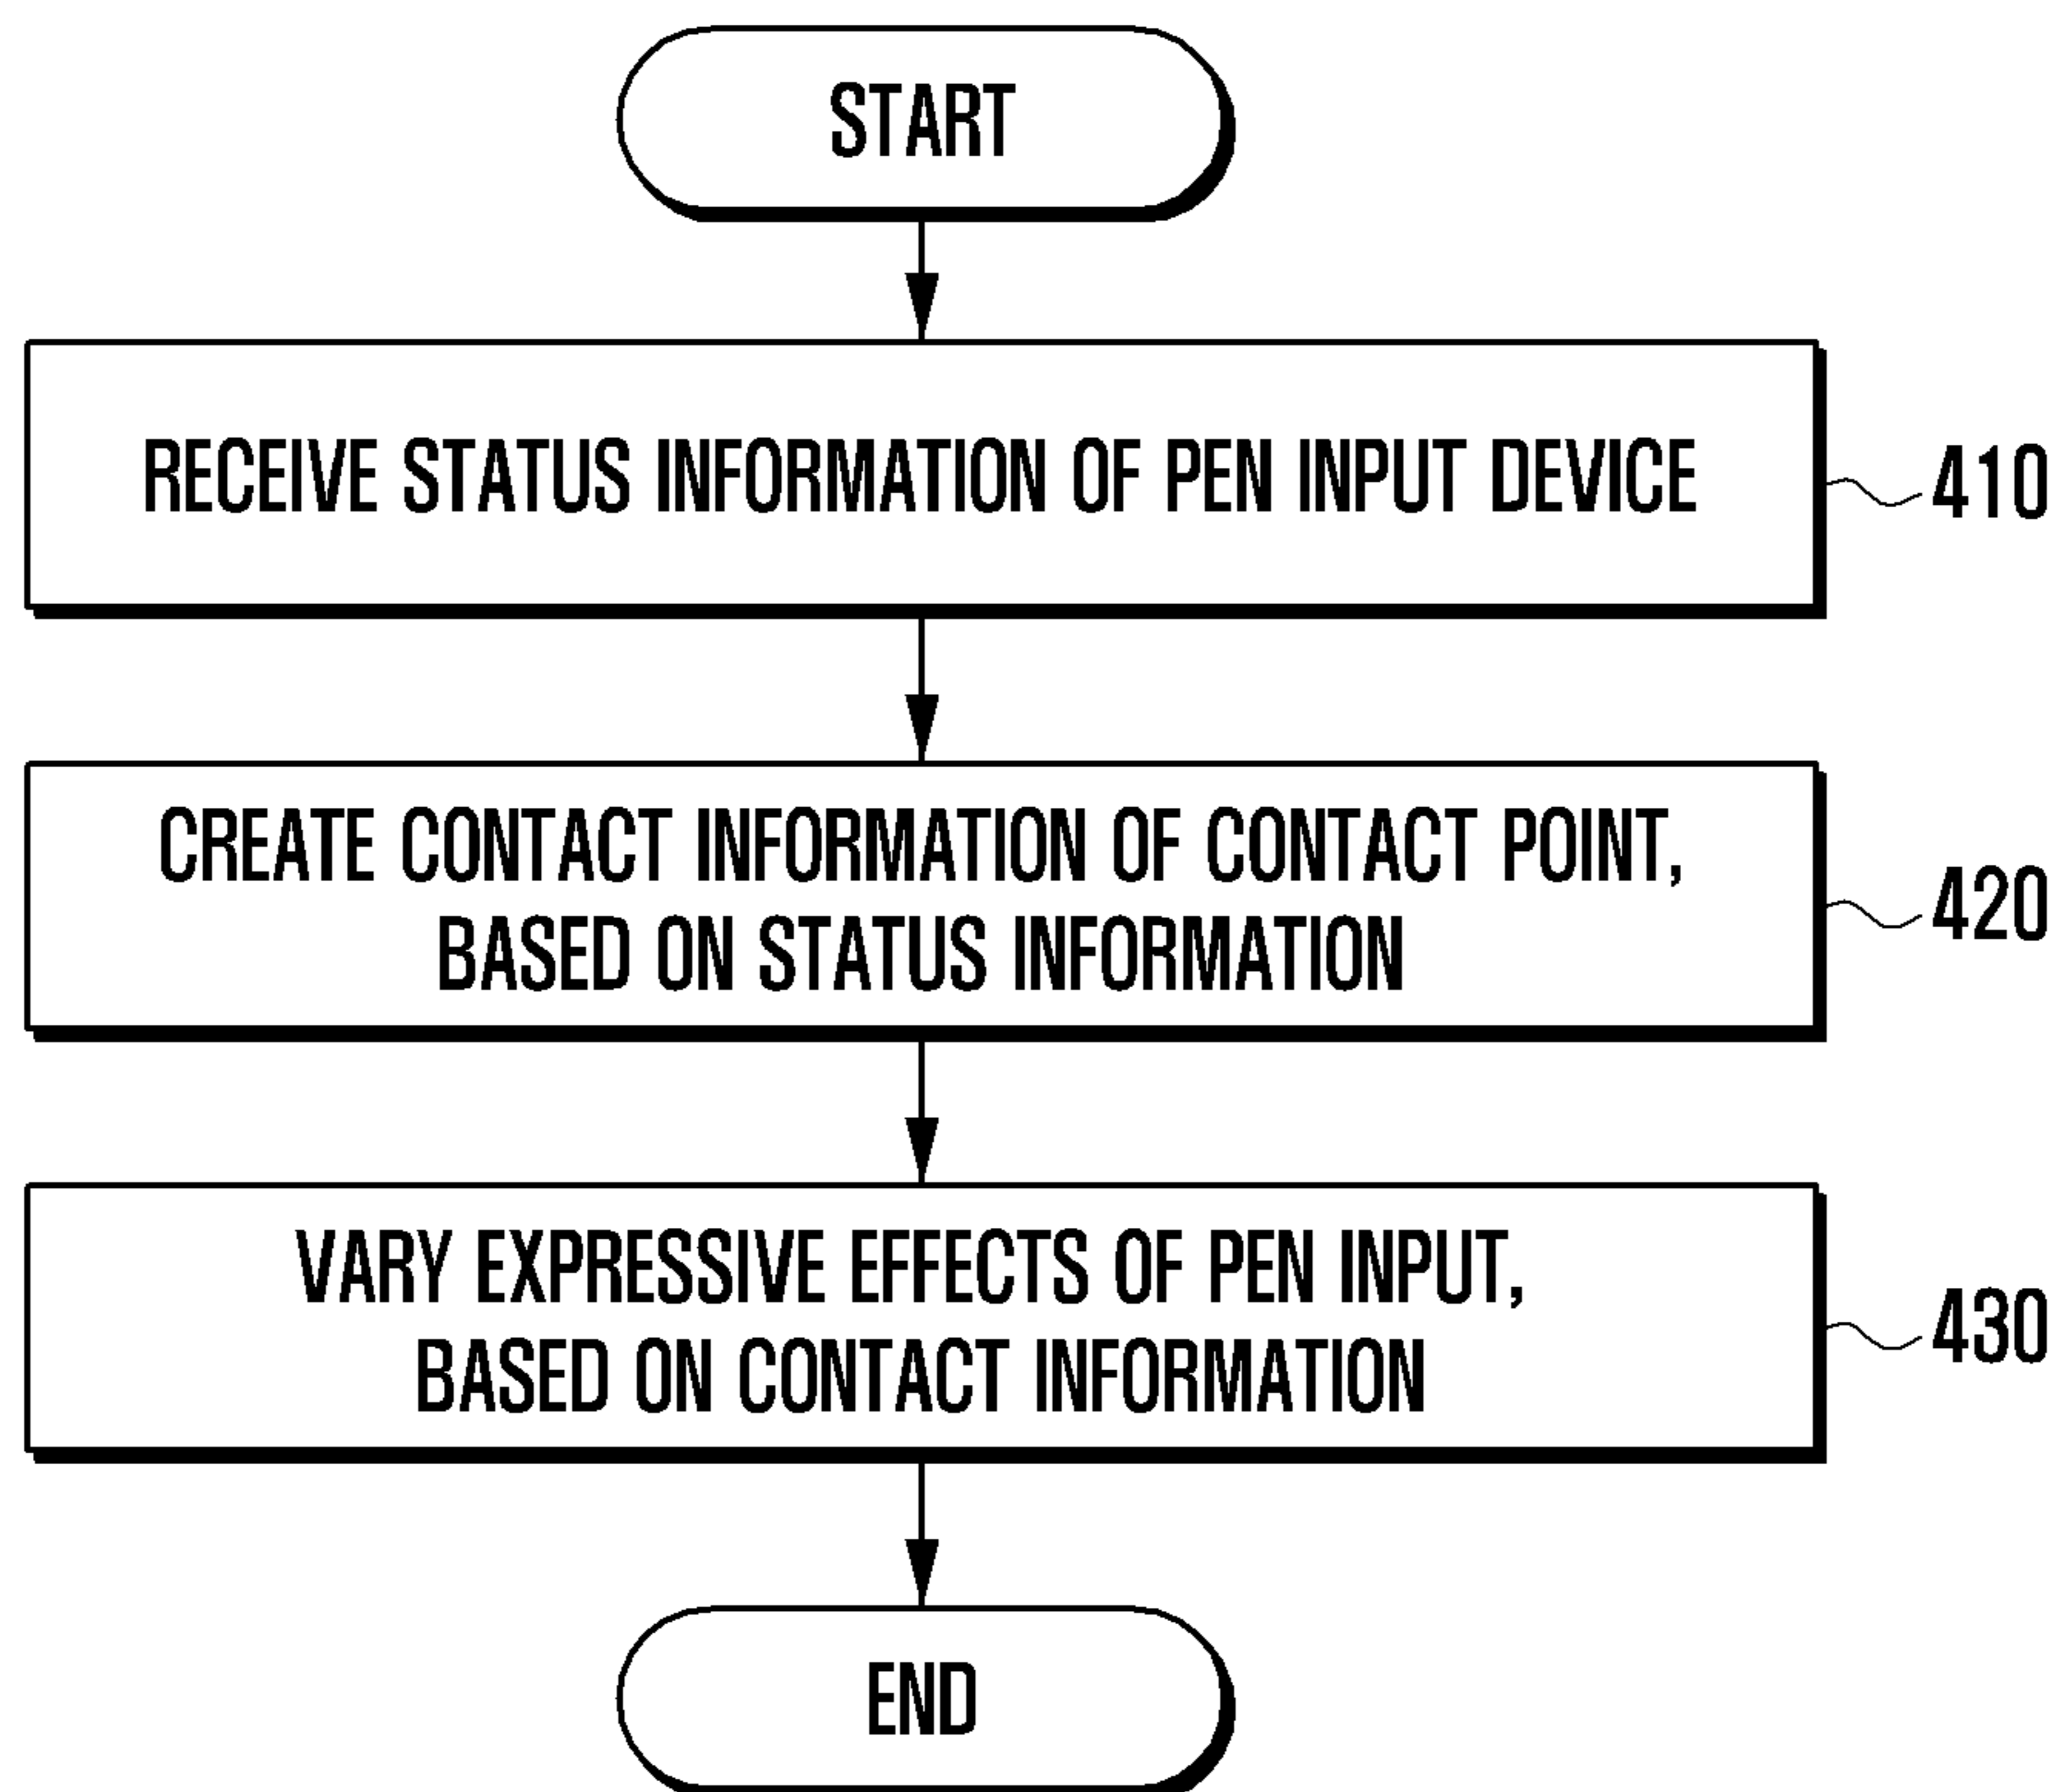 START
RECEIVE STATUS INFORMATION OF PEN INPUT DEVICE
410
CREATE CONTACT INFORMATION OF CONTACT POINT,
BASED ON STATUS INFORMATION
420
VARY EXPRESSIVE EFFECTS OF PEN INPUT,
BASED ON CONTACT INFORMATION
430
END